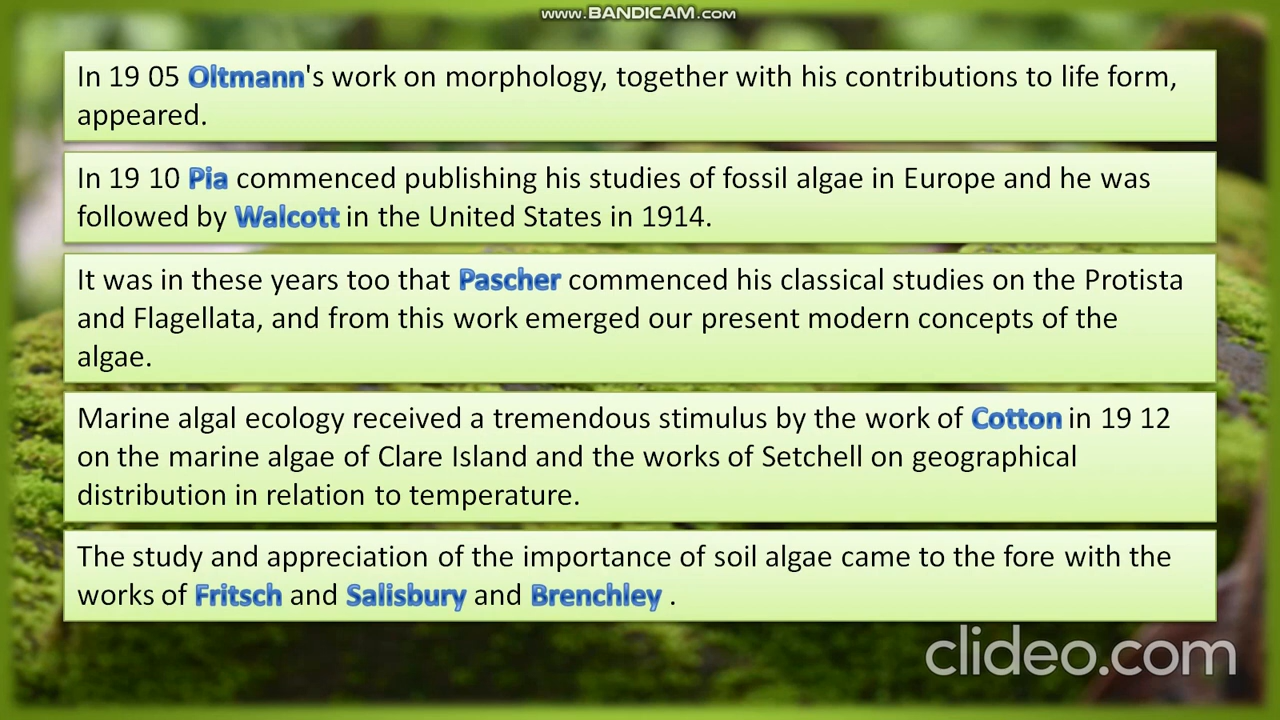 www.BANDICAM.com
In 19 05 Oltmann's work on morphology, together with his contributions to life form,
appeared.
In 19 10 Pia commenced publishing his studies of fossil algae in Europe and he was
followed by Walcott in the United States in 1914.
It was in these years too that Pascher commenced his classical studies on the Protista
and Flagellata, and from this work emerged our present modern concepts of the
algae.
Marine algal ecology received a tremendous stimulus by the work of Cotton in 19 12
on the marine algae of Clare Island and the works of Setchell on geographical
distribution in relation to temperature.
The study and appreciation of the importance of soil algae came to the fore with the
works of Fritsch and Salisbury and Brenchley .
clideo.com